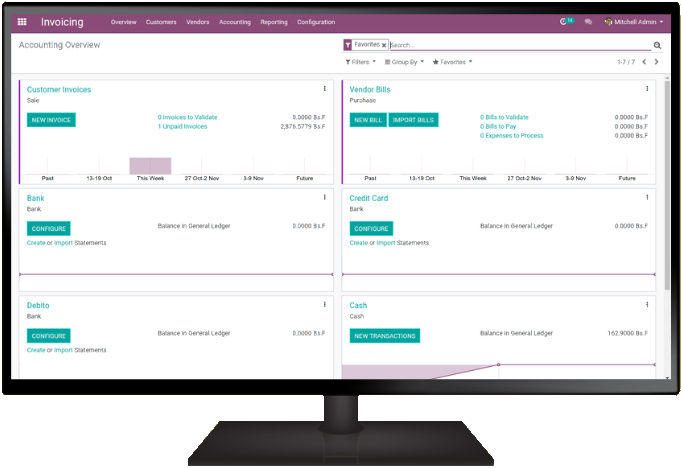 Invoicing Overview Customers Vendors Accounting Reporting Configuration 14 Mitchell Admin
Accounting Overview Favorites × Search...
Filters Group By Favorites 1-7 / 7
Customer Invoices
Sale
NEW INVOICE 0 Invoices to Validate 0.0000 Bs.F
1 Unpaid Invoices
Past 13-19 Oct This Week 27 Oct-2 Nov 3-9 Nov Future
Vendor Bills
Purchase
NEW BILL IMPORT BILLS 0 Bills to Validate 0.0000 Bs.F
0 Bills to Pay 0.0000 Bs.F
0 Expenses to Process 0.0000 Bs.F
Past 13-19 Oct This Week 27 Oct-2 Nov 3-9 Nov Future
Bank
Bank
CONFIGURE Balance in General Ledger 0.0000 Bs.F
Create or Import Statements
Credit Card
Bank
CONFIGURE Balance in General Ledger 0.0000 Bs.F
Create or Import Statements
Debito
Bank
CONFIGURE Balance in General Ledger 0.0000 Bs.F
Create or Import Statements
Cash
Cash
NEW TRANSACTIONS Balance in General Ledger 162.9000 Bs.F